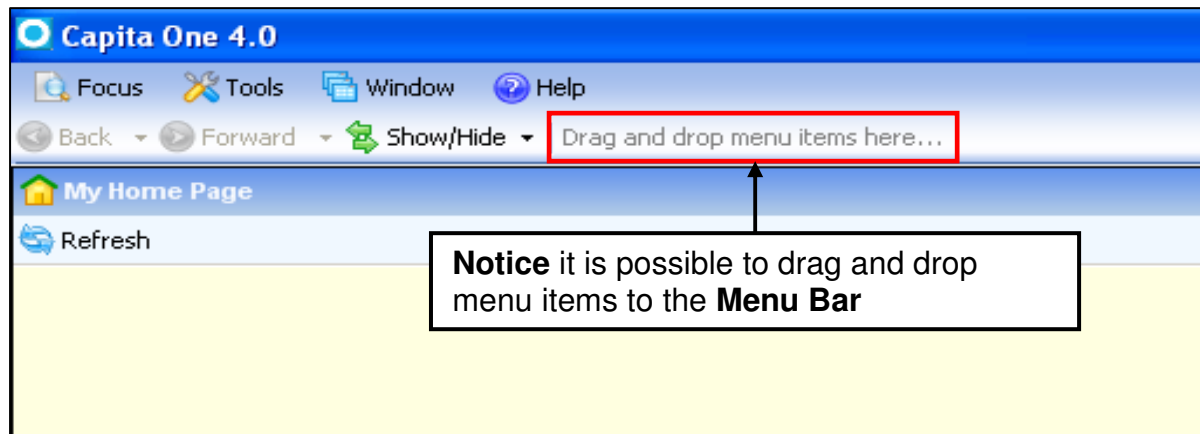 Capita One 4.0
Focus Tools Window Help
Back Forward Show/Hide Drag and drop menu items here...
My Home Page
Refresh
Notice it is possible to drag and drop
menu items to the Menu Bar